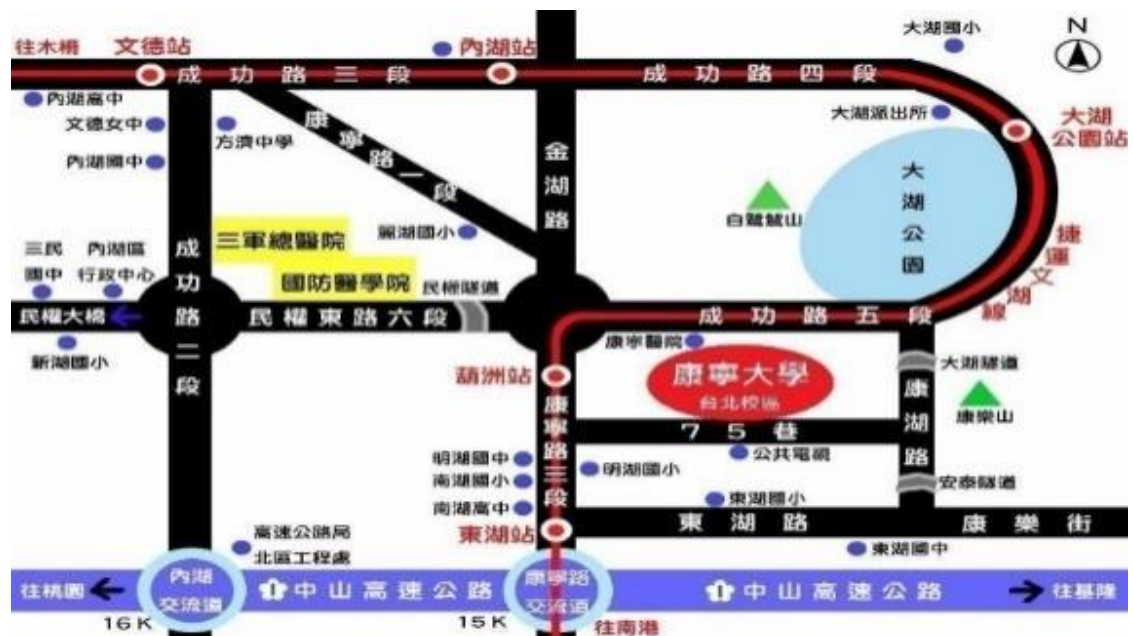 大湖國小
N
往木柵
文德站
內湖站
成功路三段
成功路四段
內湖高中
文德女中
方濟中學
內湖國中
康寧路一段
金湖路
大湖派出所
大湖
公園站
大湖公園
白鷺鷥山
麗湖國小
三軍總醫院
國防醫學院
三民
國中
內湖區
行政中心
成功路二段
民權隧道
捷運文湖線
民權大橋
民權東路六段
成功路五段
新湖國小
康寧醫院
康寧大學
台北校區
大湖隧道
葫洲站
康寧路三段
康湖路
康樂山
75巷
明湖國中
明湖國小
公共電視
南湖國小
安泰隧道
南湖高中
東湖國小
東湖站
東湖路
康樂街
高速公路局
北區工程處
東湖國中
往桃園
內湖
交流道
1
中山高速公路
康寧路
交流道
1
中山高速公路
往基隆
16K
15K
往南港